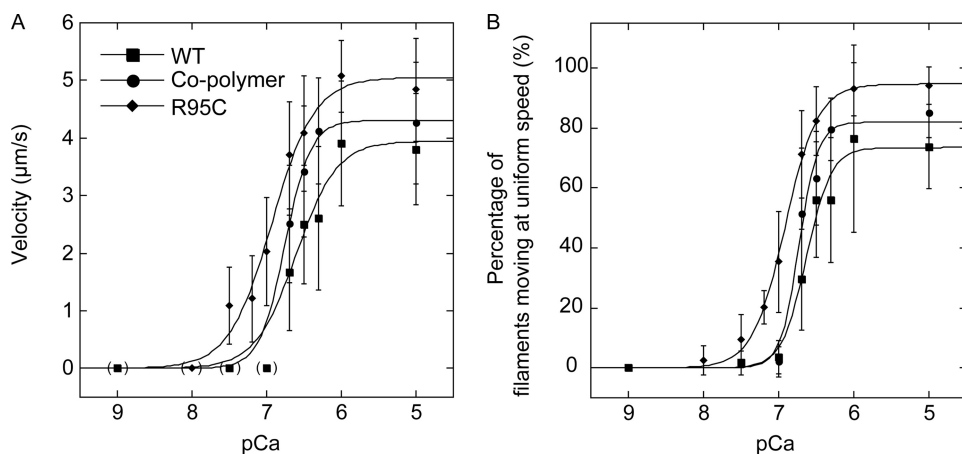 A
Velocity (µm/s)
6
5
4
3
2
1
0
WT
Co-polymer
R95C
( ) ( ) ( ) ( )
9 8 7 6 5
pCa
B
Percentage of
filaments moving at uniform speed (%)
100
80
60
40
20
0
9 8 7 6 5
pCa